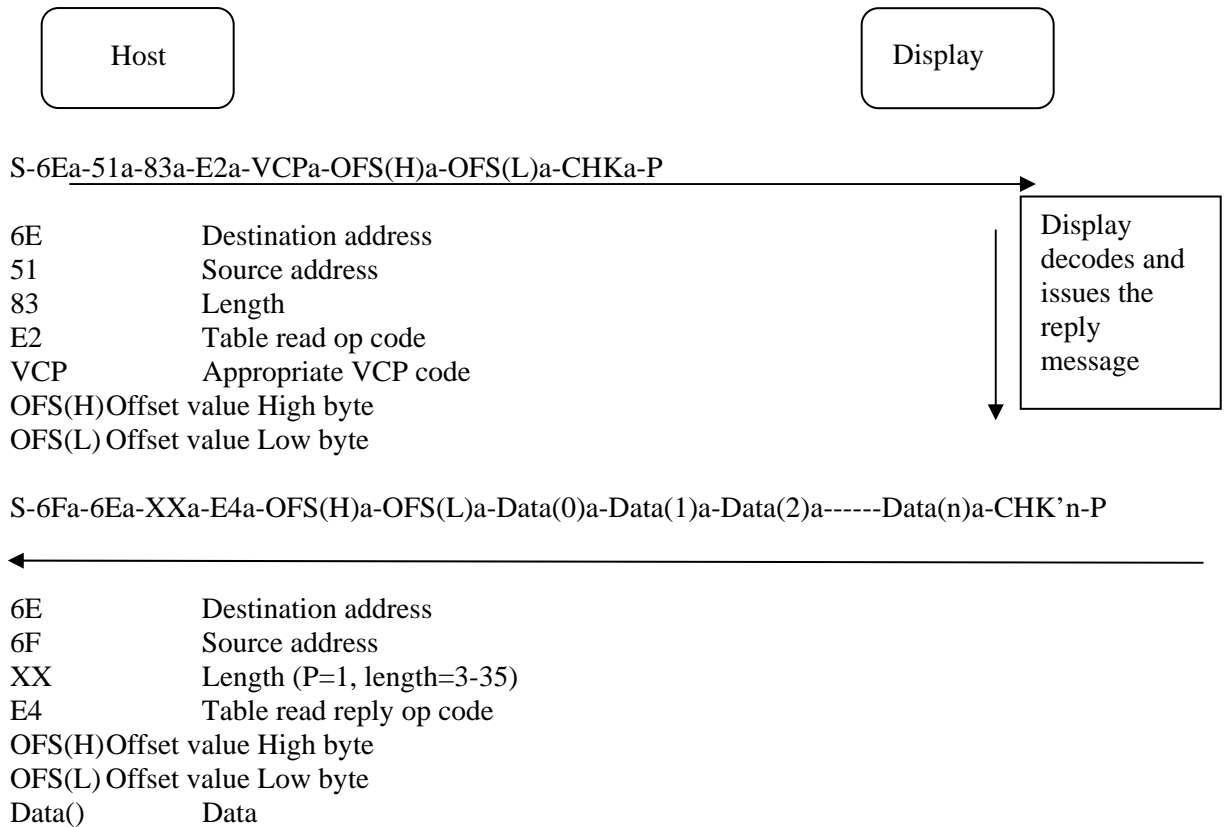 Host
Display
S-6Ea-51a-83a-E2a-VCPa-OFS(H)a-OFS(L)a-CHKa-P
6E Destination address
51 Source address
83 Length
E2 Table read op code
VCP Appropriate VCP code
OFS(H)Offset value High byte
OFS(L) Offset value Low byte
Display
decodes and
issues the
reply
message
S-6Fa-6Ea-XXa-E4a-OFS(H)a-OFS(L)a-Data(0)a-Data(1)a-Data(2)a------Data(n)a-CHK’n-P
6E Destination address
6F Source address
XX Length (P=1, length=3-35)
E4 Table read reply op code
OFS(H)Offset value High byte
OFS(L) Offset value Low byte
Data() Data